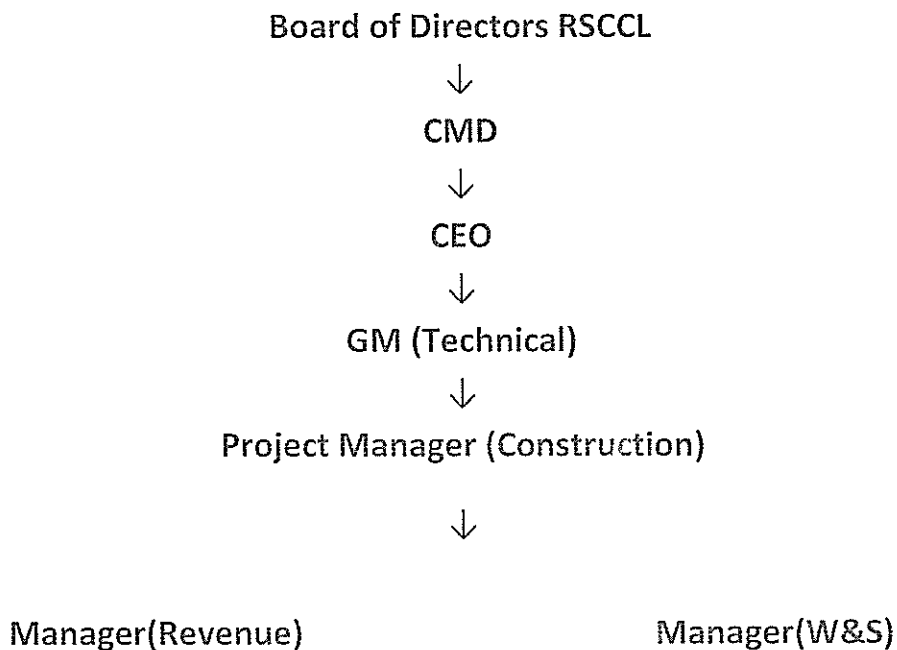 Board of Directors RSCCL
↓
CMD
↓
CEO
↓
GM (Technical)
↓
Project Manager (Construction)
↓
Manager(Revenue) Manager(W&S)